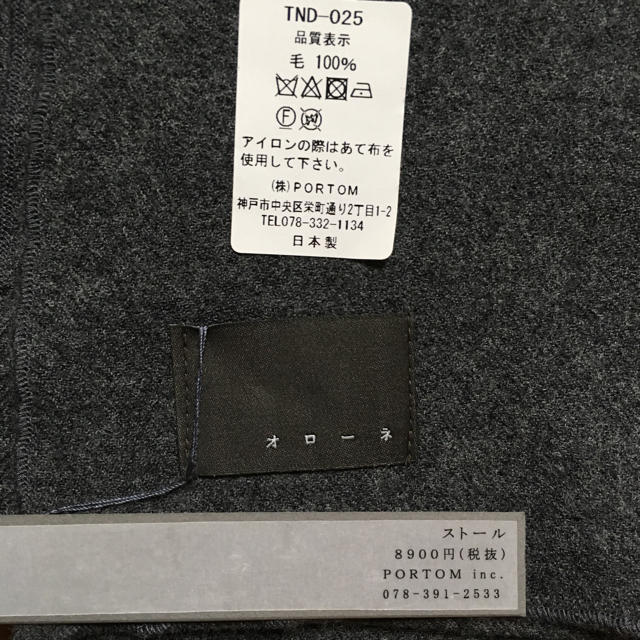 TND-025
品質表示
毛 100%
F
アイロンの際はあて布を
使用して下さい。
(株)PORTOM
神戸市中央区栄町通り2丁目1-2
TEL078-332-1134
日本製
オローネ
ストール
8900円(税抜)
PORTOM inc.
078-391-2533